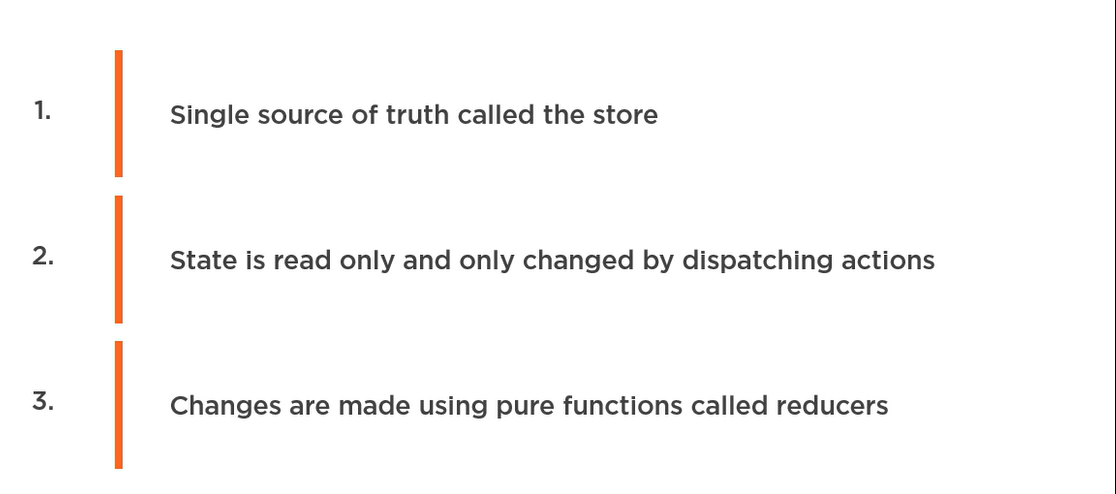 1. Single source of truth called the store
2. State is read only and only changed by dispatching actions
3. Changes are made using pure functions called reducers